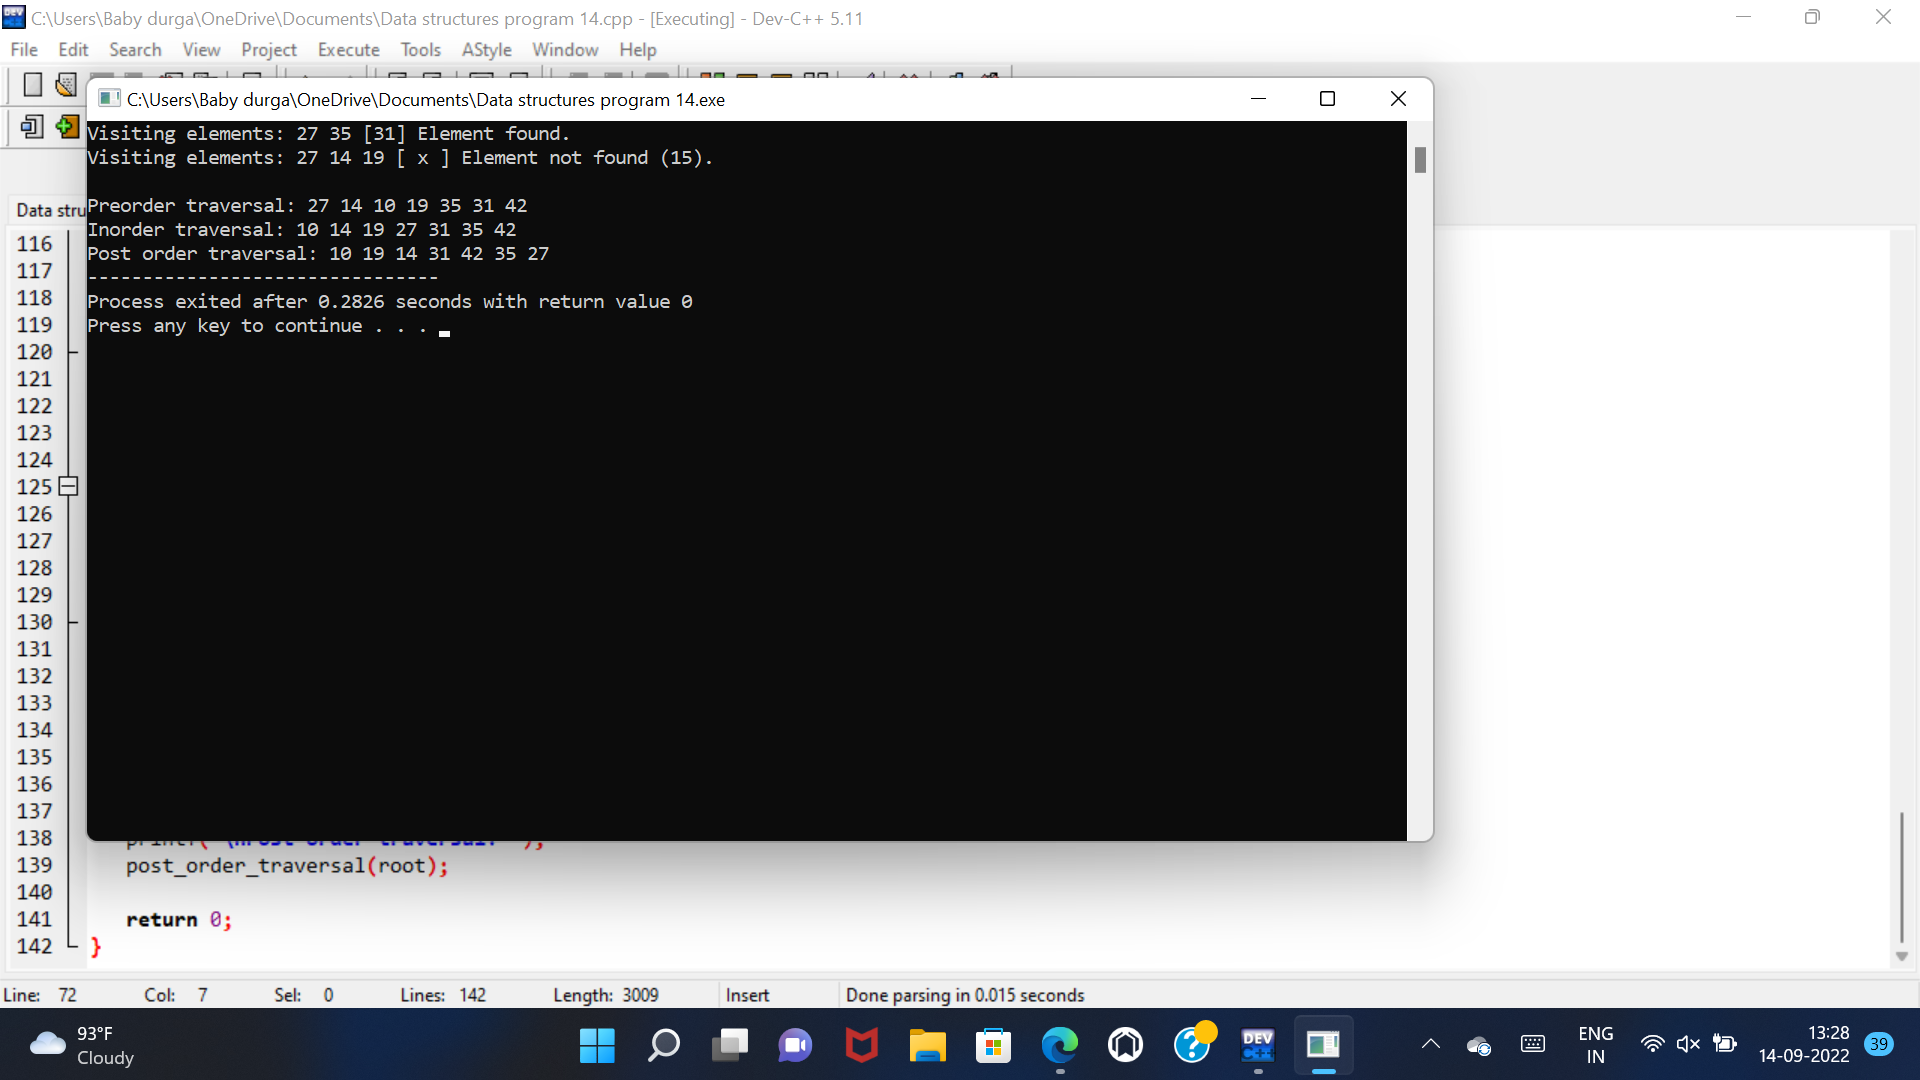 C:\Users\Baby durga\OneDrive\Documents\Data structures program 14.cpp - [Executing] - Dev-C++ 5.11
File Edit Search View Project Execute Tools AStyle Window Help
C:\Users\Baby durga\OneDrive\Documents\Data structures program 14.exe
Visiting elements: 27 35 [31] Element found.
Visiting elements: 27 14 19 [ x ] Element not found (15).
Preorder traversal: 27 14 10 19 35 31 42
Inorder traversal: 10 14 19 27 31 35 42
Post order traversal: 10 19 14 31 42 35 27
--------------------------------
Process exited after 0.2826 seconds with return value 0
Press any key to continue . . .
Data stru
116
117
118
119
120
121
122
123
124
125
126
127
128
129
130
131
132
133
134
135
136
137
138 printf("\nPost order traversal: ");
139 post_order_traversal(root);
140
141 return 0;
142 }
Line: 72 Col: 7 Sel: 0 Lines: 142 Length: 3009 Insert Done parsing in 0.015 seconds
93°F
Cloudy
DEV
C++
ENG
IN
13:28
14-09-2022
39